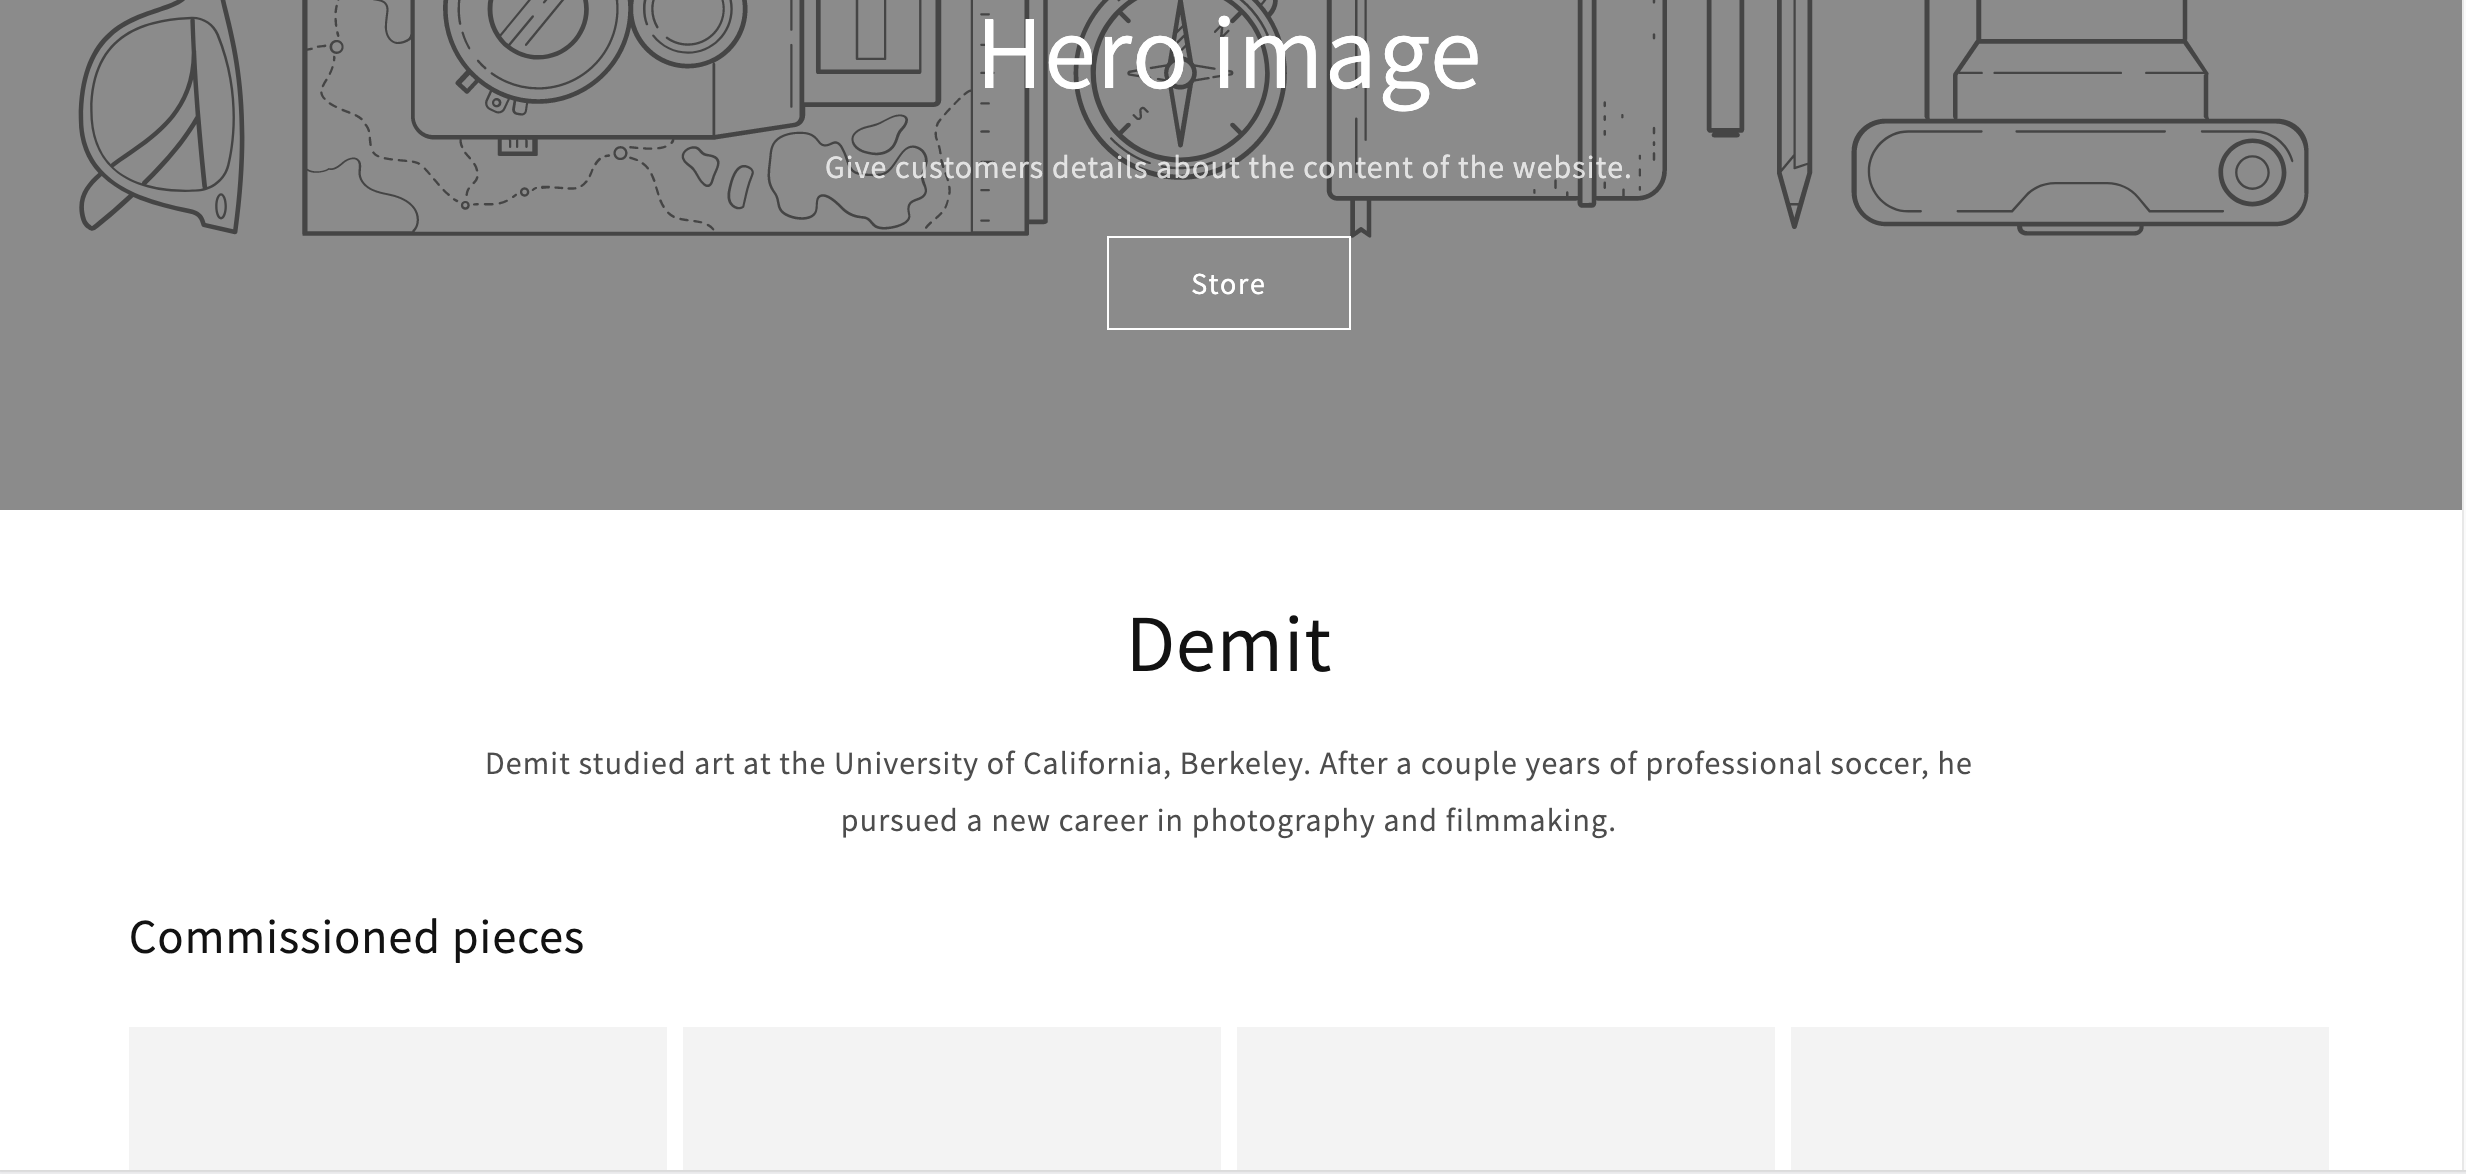 Hero image
Give customers details about the content of the website.
Store
Demit
Demit studied art at the University of California, Berkeley. After a couple years of professional soccer, he
pursued a new career in photography and filmmaking.
Commissioned pieces